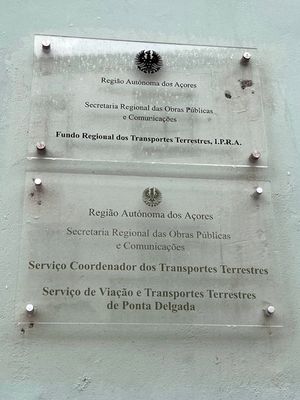 Região Autónoma dos Açores
Secretaria Regional das Obras Públicas
e Comunicações
Fundo Regional dos Transportes Terrestres, I.P.R.A.
Região Autónoma dos Açores
Secretaria Regional das Obras Públicas
e Comunicações
Serviço Coordenador dos Transportes Terrestres
Serviço de Viação e Transportes Terrestres
de Ponta Delgada